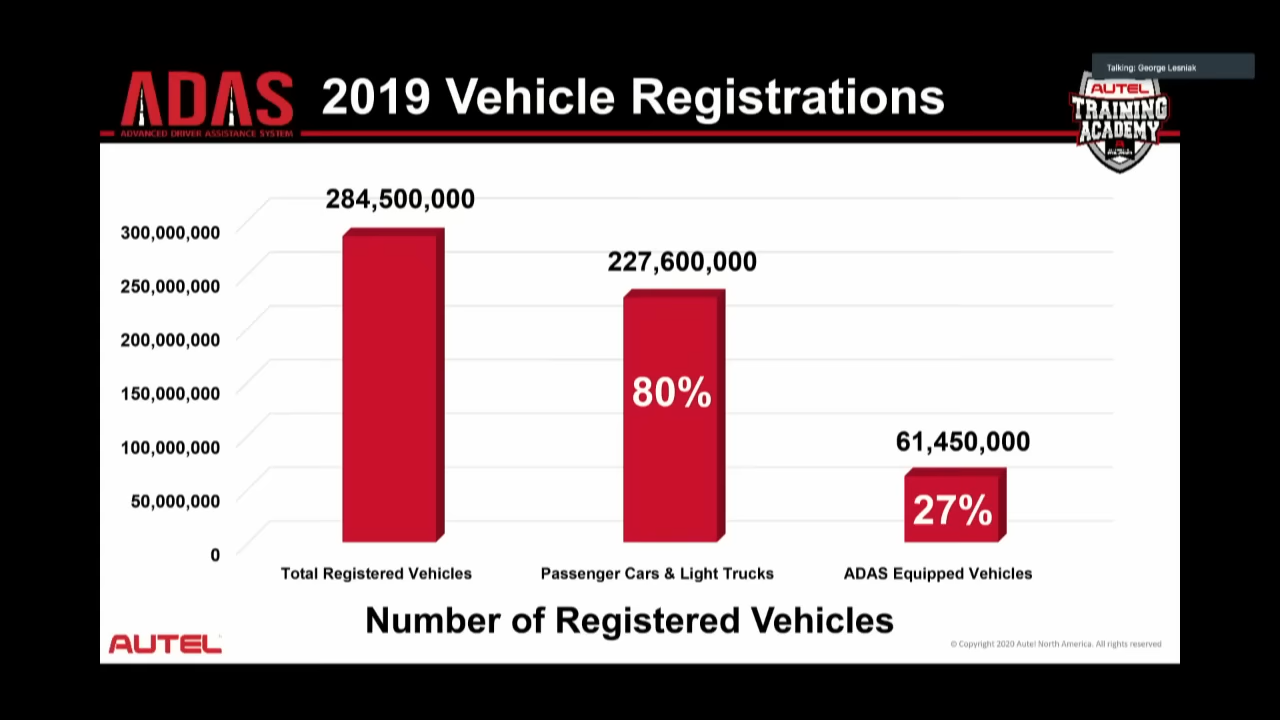 Talking: George Lesniak
ADAS
ADVANCED DRIVER ASSISTANCE SYSTEM
2019 Vehicle Registrations
AUTEL
TRAINING
ACADEMY
284,500,000
227,600,000
61,450,000
80%
27%
300,000,000
250,000,000
200,000,000
150,000,000
100,000,000
50,000,000
0
Total Registered Vehicles
Passenger Cars & Light Trucks
ADAS Equipped Vehicles
Number of Registered Vehicles
AUTEL
© Copyright 2020 Autel North America. All rights reserved